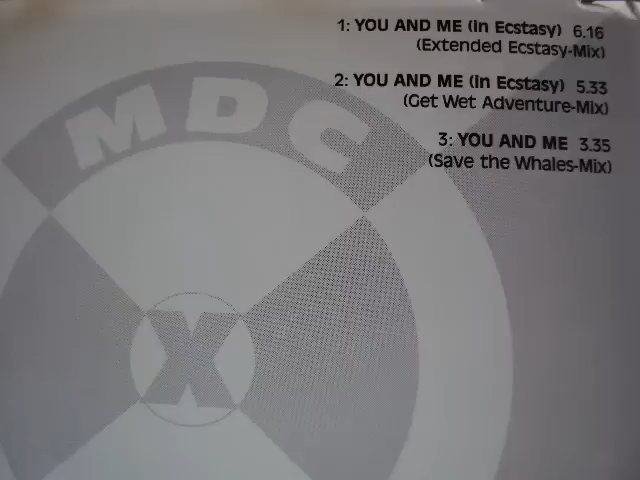 1: YOU AND ME (in Ecstasy) 6.16
(Extended Ecstasy-Mix)
2: YOU AND ME (in Ecstasy) 5.33
(Get Wet Adventure-Mix)
3: YOU AND ME 3.35
(Save the Whales-Mix)
MDC
X